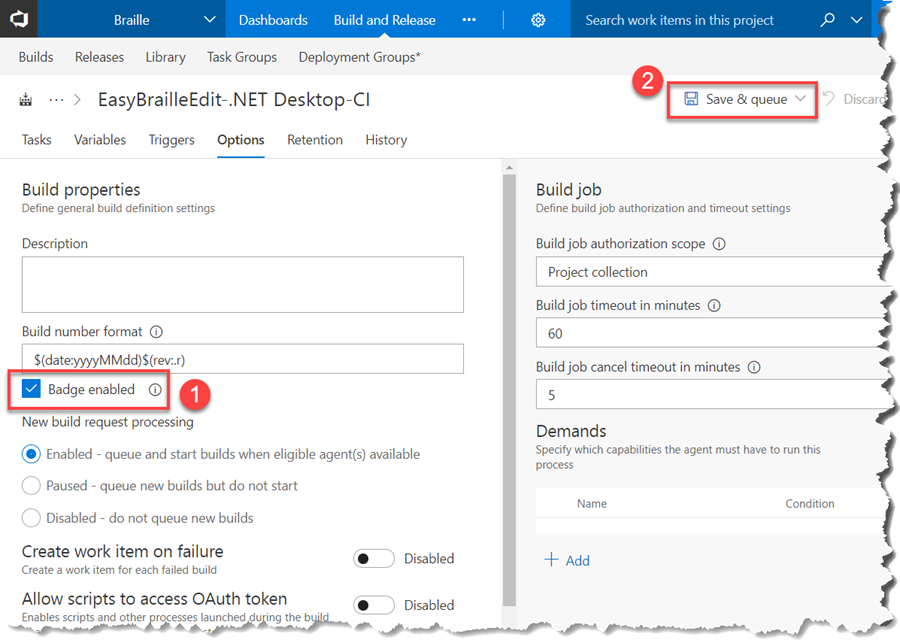 Braille Dashboards Build and Release ... Search work items in this project
Builds Releases Library Task Groups Deployment Groups*
2
... > EasyBrailleEdit-.NET Desktop-CI Save & queue Discard
Tasks Variables Triggers Options Retention History
Build properties
Define general build definition settings
Description
Build number format
$(date:yyyyMMdd)$(rev:.r)
Badge enabled
1
New build request processing
Enabled - queue and start builds when eligible agent(s) available
Paused - queue new builds but do not start
Disabled - do not queue new builds
Create work item on failure
Create a work item for each failed build
Disabled
Allow scripts to access OAuth token
Enables scripts and other processes launched during the build
Disabled
Build job
Define build job authorization and timeout settings
Build job authorization scope
Project collection
Build job timeout in minutes
60
Build job cancel timeout in minutes
5
Demands
Specify which capabilities the agent must have to run this
process
Name Condition
+ Add